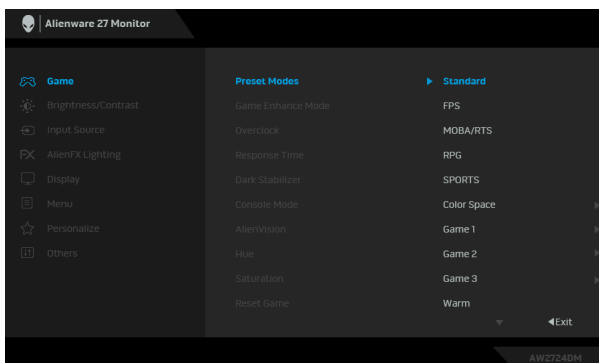 Alienware 27 Monitor
Game Preset Modes Standard
Brightness/Contrast Game Enhance Mode FPS
Input Source Overclock MOBA/RTS
AlienFX Lighting Response Time RPG
Display Dark Stabilizer SPORTS
Menu Console Mode Color Space
Personalize AlienVision Game 1
Others Hue Game 2
Saturation Game 3
Reset Game Warm
Exit
AW2724DM